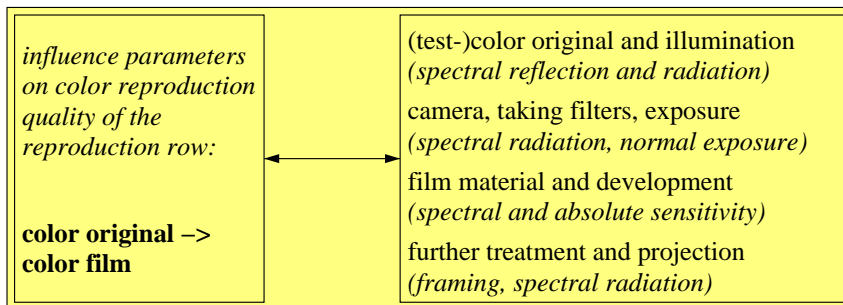 influence parameters
on color reproduction
quality of the
reproduction row:
color original −>
color film
(test-)color original and illumination
(spectral reflection and radiation)
camera, taking filters, exposure
(spectral radiation, normal exposure)
film material and development
(spectral and absolute sensitivity)
further treatment and projection
(framing, spectral radiation)